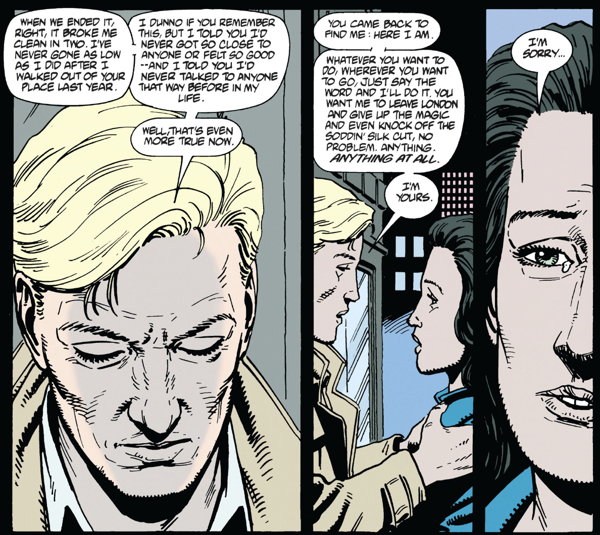 WHEN WE ENDED IT,
RIGHT, IT BROKE ME
CLEAN IN TWO. I'VE
NEVER GONE AS LOW
AS I DID AFTER I
WALKED OUT OF YOUR
PLACE LAST YEAR.
I DUNNO IF YOU REMEMBER
THIS, BUT I TOLD YOU I'D
NEVER GOT SO CLOSE TO
ANYONE OR FELT SO GOOD
--AND I TOLD YOU I'D
NEVER TALKED TO ANYONE
THAT WAY BEFORE IN MY
LIFE.
WELL, THAT'S EVEN
MORE TRUE NOW.
YOU CAME BACK TO
FIND ME: HERE I AM.
WHATEVER YOU WANT TO
DO, WHEREVER YOU WANT
TO GO, JUST SAY THE
WORD AND I'LL DO IT. YOU
WANT ME TO LEAVE LONDON
AND GIVE UP THE MAGIC
AND EVEN KNOCK OFF THE
SODDIN' SILK CUT, NO
PROBLEM. ANYTHING.
ANYTHING AT ALL.
I'M
YOURS.
I'M
SORRY...